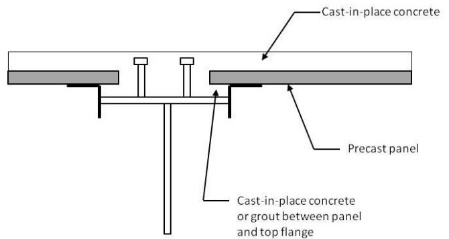 Cast-in-place concrete
Precast panel
Cast-in-place concrete
or grout between panel
and top flange